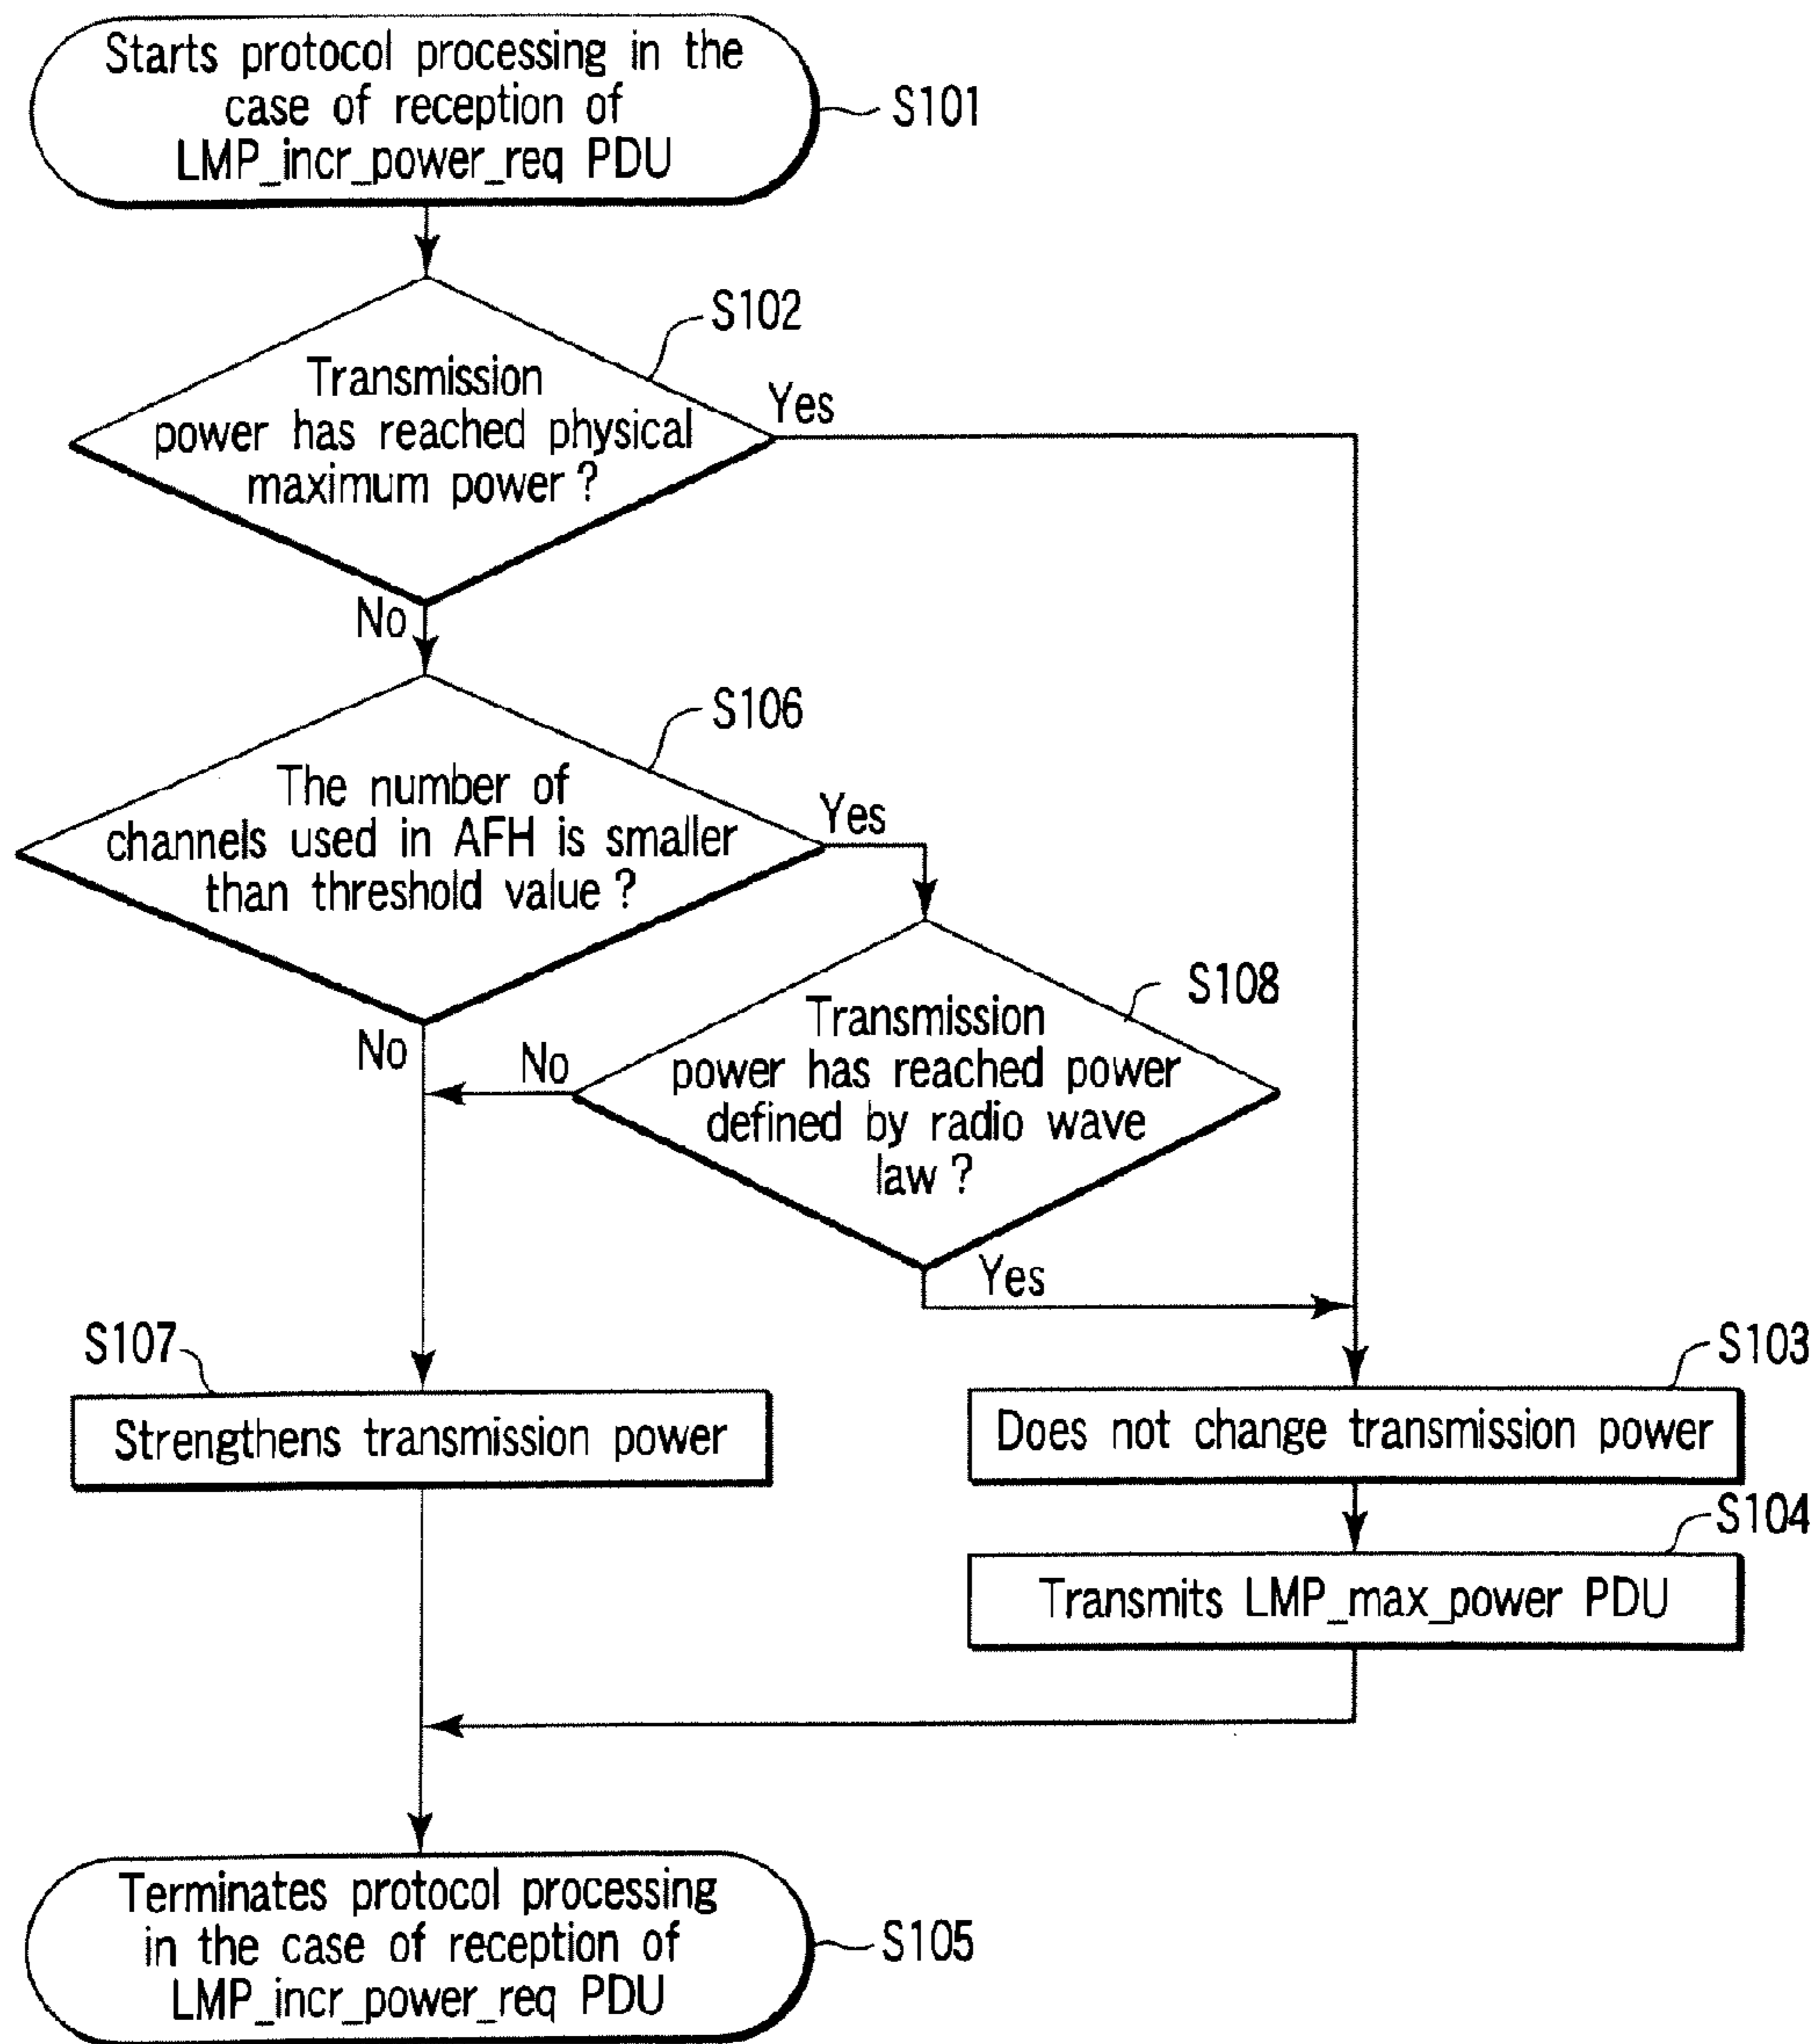 Starts protocol processing in the
case of reception of
LMP_incr_power_req PDU
S101
S102
Transmission
power has reached physical
maximum power?
Yes
No
S106
The number of
channels used in AFH is smaller
than threshold value?
Yes
No
S108
Transmission
power has reached power
defined by radio wave
law?
No
Yes
S107
Strengthens transmission power
S103
Does not change transmission power
S104
Transmits LMP_max_power PDU
Terminates protocol processing
in the case of reception of
LMP_incr_power_req PDU
S105